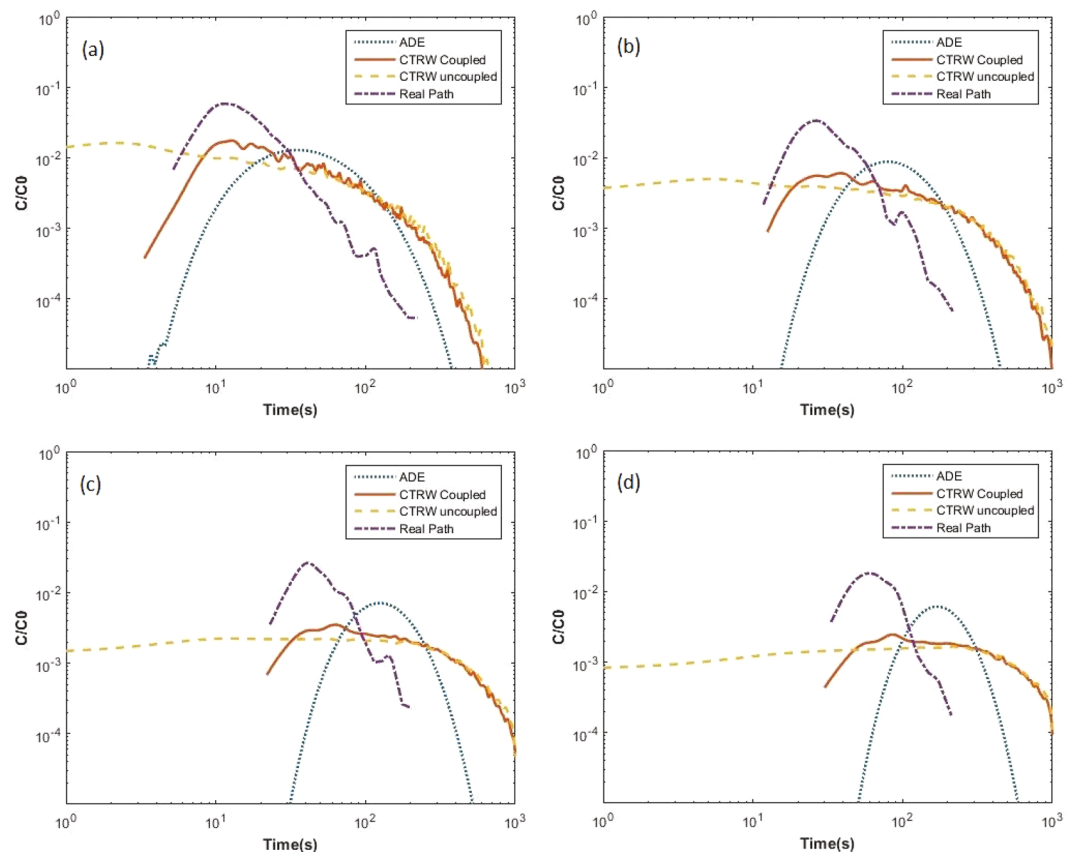 (a)
C/C0
10^0
10^-1
10^-2
10^-3
10^-4
10^0
10^1
10^2
10^3
Time(s)
ADE
CTRW Coupled
CTRW uncoupled
Real Path
(b)
C/C0
10^0
10^-1
10^-2
10^-3
10^-4
10^0
10^1
10^2
10^3
Time(s)
ADE
CTRW Coupled
CTRW uncoupled
Real Path
(c)
C/C0
10^0
10^-1
10^-2
10^-3
10^-4
10^0
10^1
10^2
10^3
Time(s)
ADE
CTRW Coupled
CTRW uncoupled
Real Path
(d)
C/C0
10^0
10^-1
10^-2
10^-3
10^-4
10^0
10^1
10^2
10^3
Time(s)
ADE
CTRW Coupled
CTRW uncoupled
Real Path